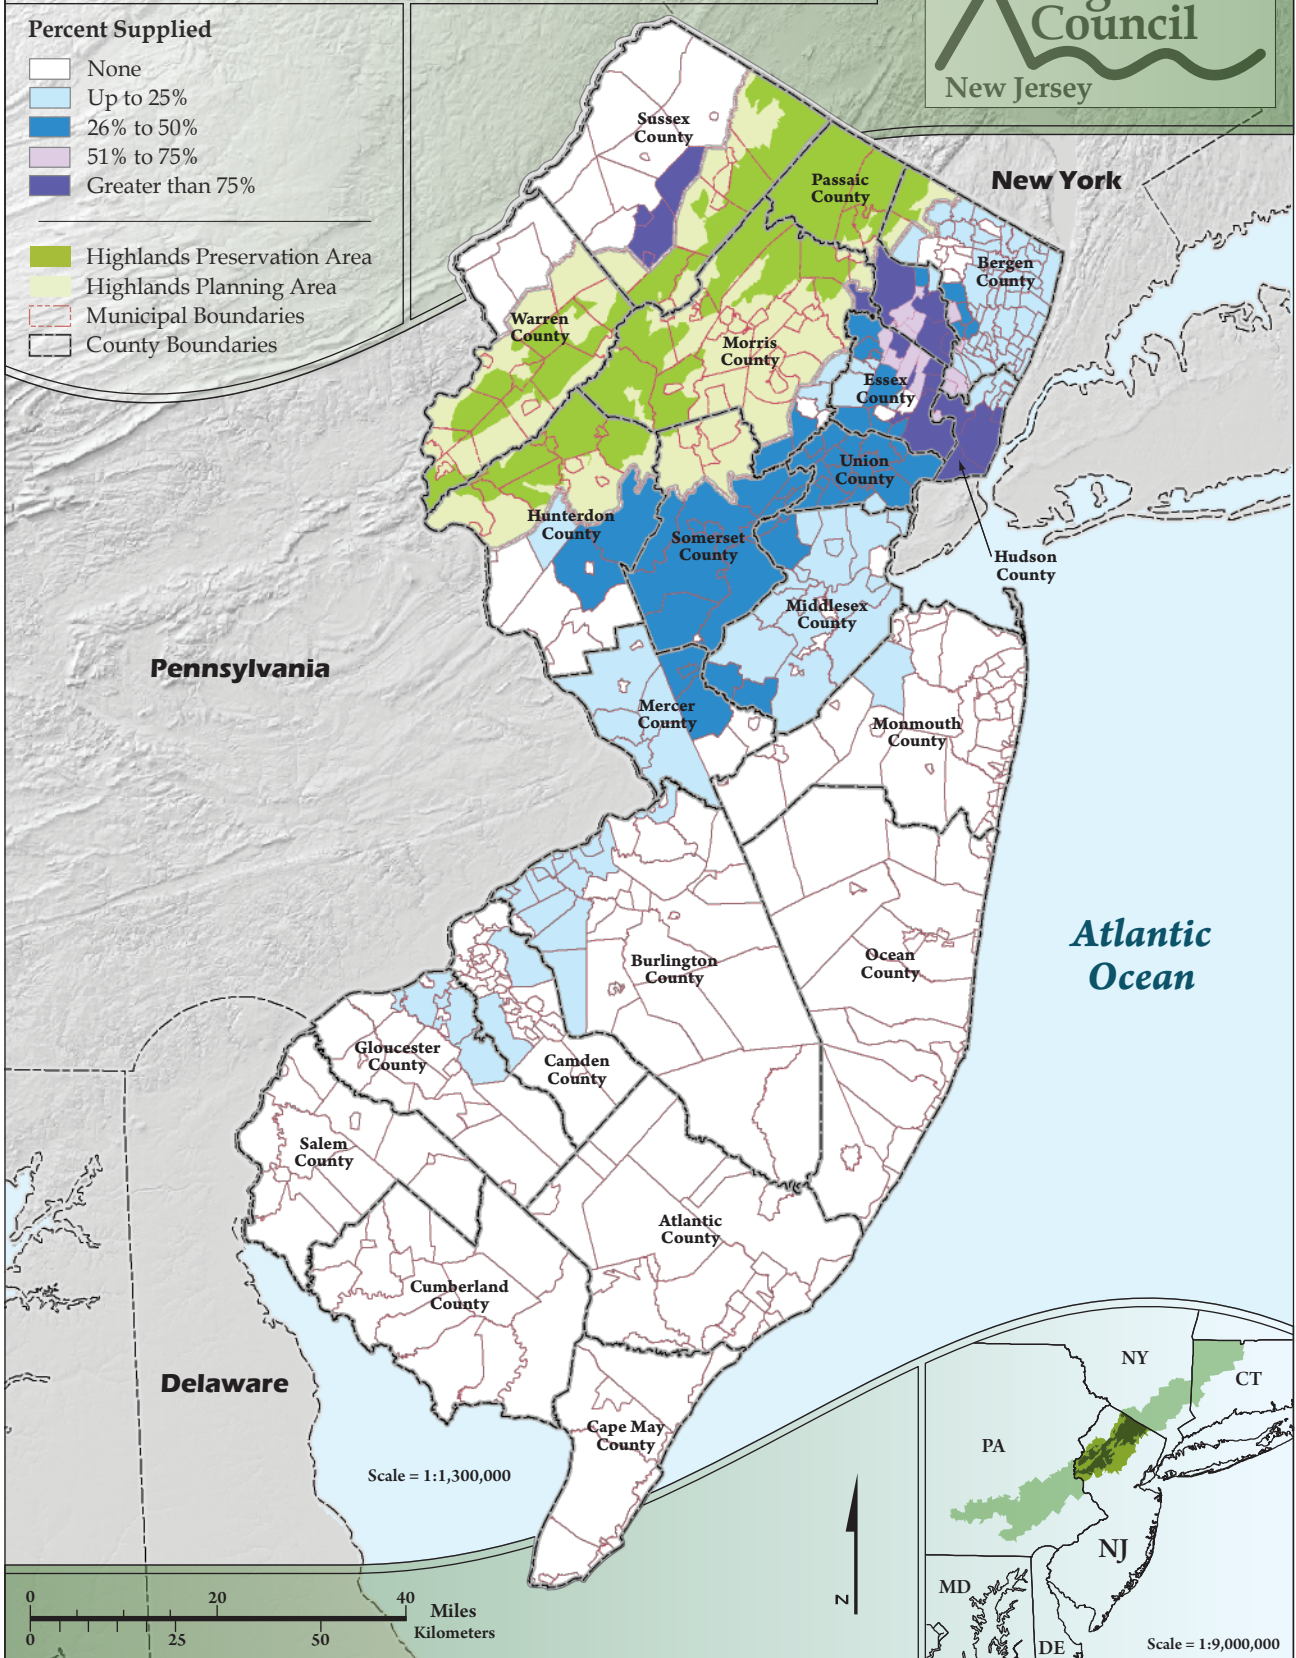 Council
New Jersey
Percent Supplied
None
Up to 25%
26% to 50%
51% to 75%
Greater than 75%
Highlands Preservation Area
Highlands Planning Area
Municipal Boundaries
County Boundaries
Sussex
County
Passaic
County
New York
Bergen
County
Warren
County
Morris
County
Essex
County
Union
County
Hunterdon
County
Somerset
County
Hudson
County
Middlesex
County
Pennsylvania
Mercer
County
Monmouth
County
Atlantic
Ocean
Burlington
County
Ocean
County
Gloucester
County
Camden
County
Salem
County
Atlantic
County
Cumberland
County
Delaware
Cape May
County
Scale = 1:1,300,000
0 20 40 Miles
0 25 50 Kilometers
N
NY
CT
PA
NJ
MD
DE
Scale = 1:9,000,000